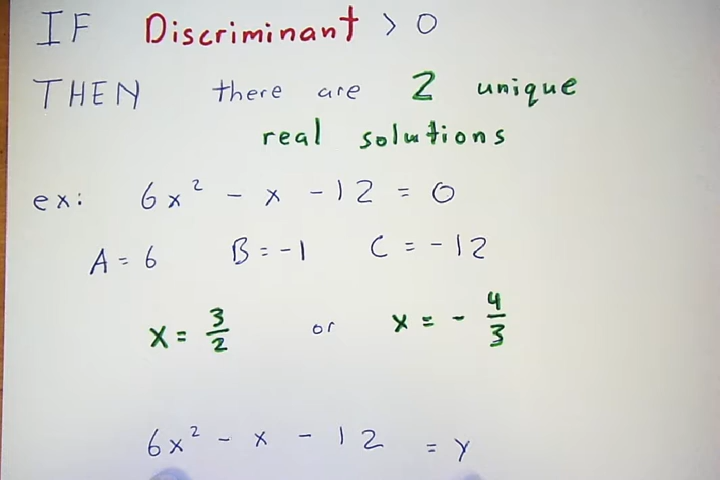 IF Discriminant > 0
THEN there are 2 unique
real solutions
ex: 6x² - x - 12 = 0
A = 6 B = -1 C = -12
x = 3/2 or x = - 4/3
6x² - x - 12 = y